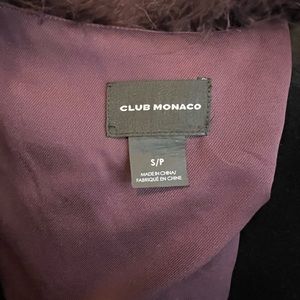 CLUB MONACO
S/P
MADE IN CHINA/
FABRIQUÉ EN CHINE